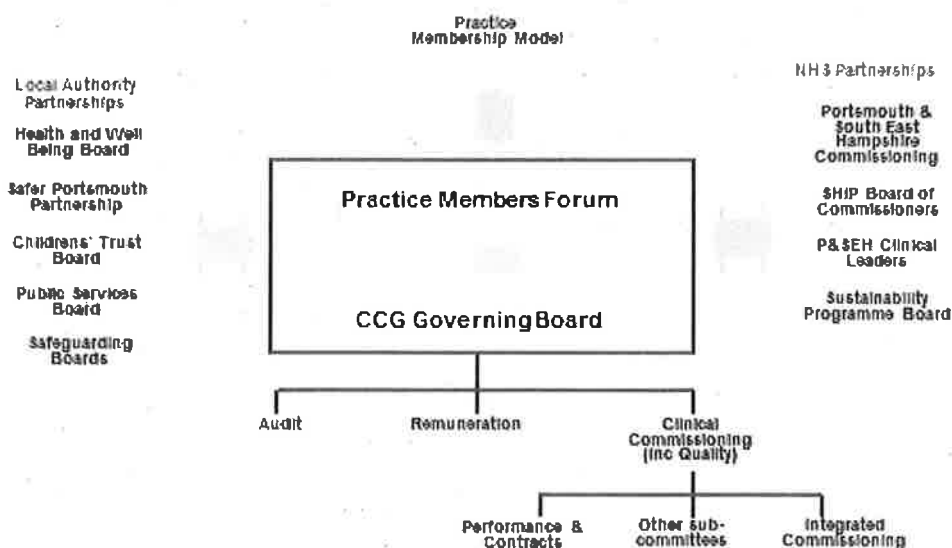 Practice
Membership Model
Local Authority
Partnerships
Health and Well
Being Board
Safer Portsmouth
Partnership
Childrens' Trust
Board
Public Services
Board
Safeguarding
Boards
NHS Partnerships
Portsmouth &
South East
Hampshire
Commissioning
SHIP Board of
Commissioners
P&SEH Clinical
Leaders
Sustainability
Programme Board
Practice Members Forum
CCG Governing Board
Audit
Remuneration
Clinical
Commissioning
(inc Quality)
Performance &
Contracts
Other sub-
committees
Integrated
Commissioning